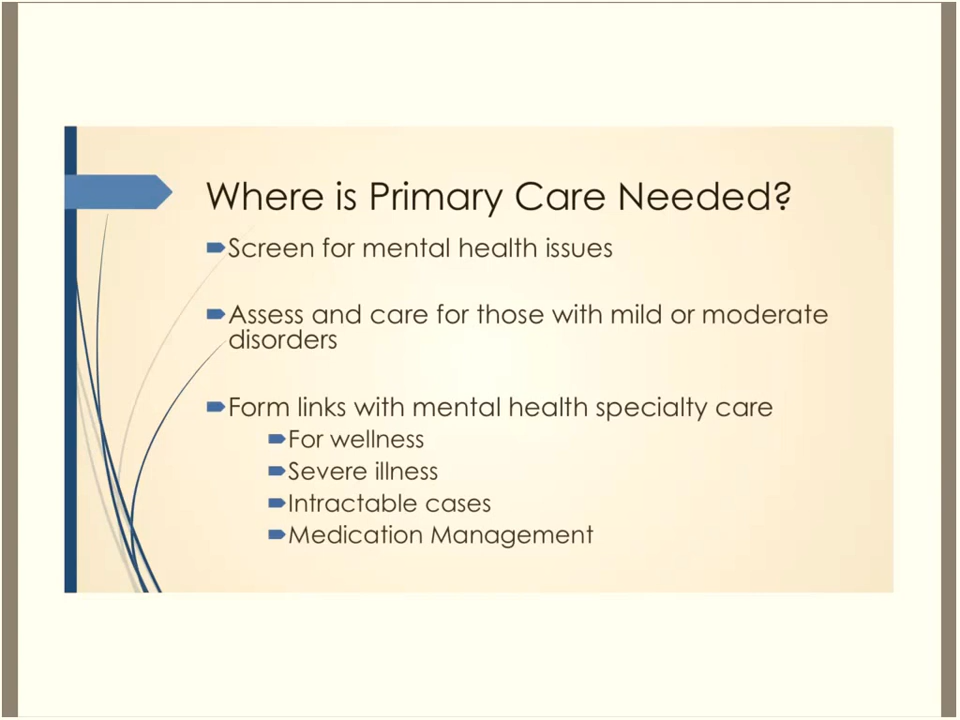 Where is Primary Care Needed?
Screen for mental health issues
Assess and care for those with mild or moderate
disorders
Form links with mental health specialty care
For wellness
Severe illness
Intractable cases
Medication Management